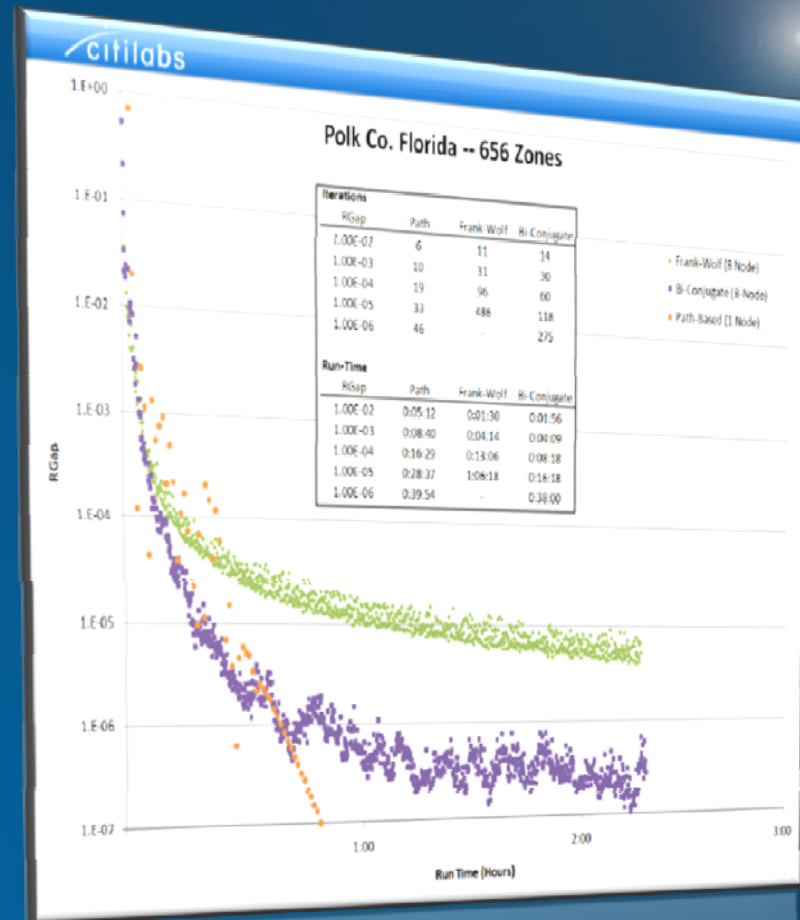 citilabs
Polk Co. Florida -- 656 Zones
Iterations
RGap Path Frank-Wolf Bi-Conjugate
1.00E-02 6 11 14
1.00E-03 10 31 30
1.00E-04 19 96 60
1.00E-05 33 486 118
1.00E-06 46 - 275
Run-Time
RGap Path Frank-Wolf Bi-Conjugate
1.00E-02 0:05:12 0:01:30 0:01:56
1.00E-03 0:08:40 0:04:14 0:04:09
1.00E-04 0:16:29 0:13:06 0:08:18
1.00E-05 0:28:37 1:06:18 0:16:18
1.00E-06 0:39:54 - 0:38:00
Frank-Wolf (8 Node)
Bi-Conjugate (8-Node)
Path-Based (1 Node)
RGap
1.E+00
1.E-01
1.E-02
1.E-03
1.E-04
1.E-05
1.E-06
1.E-07
1:00 2:00 3:00
Run Time (Hours)